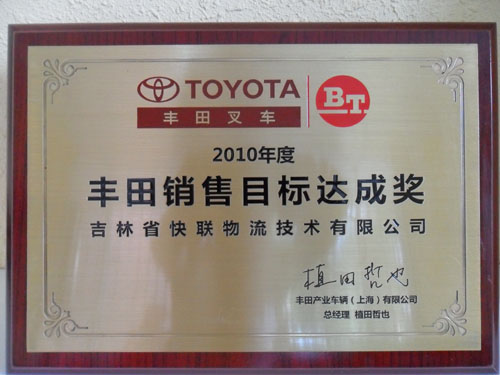 TOYOTA
丰田叉车
BT
2010年度
丰田销售目标达成奖
吉林省快联物流技术有限公司
植田哲也
丰田产业车辆（上海）有限公司
总经理 植田哲也